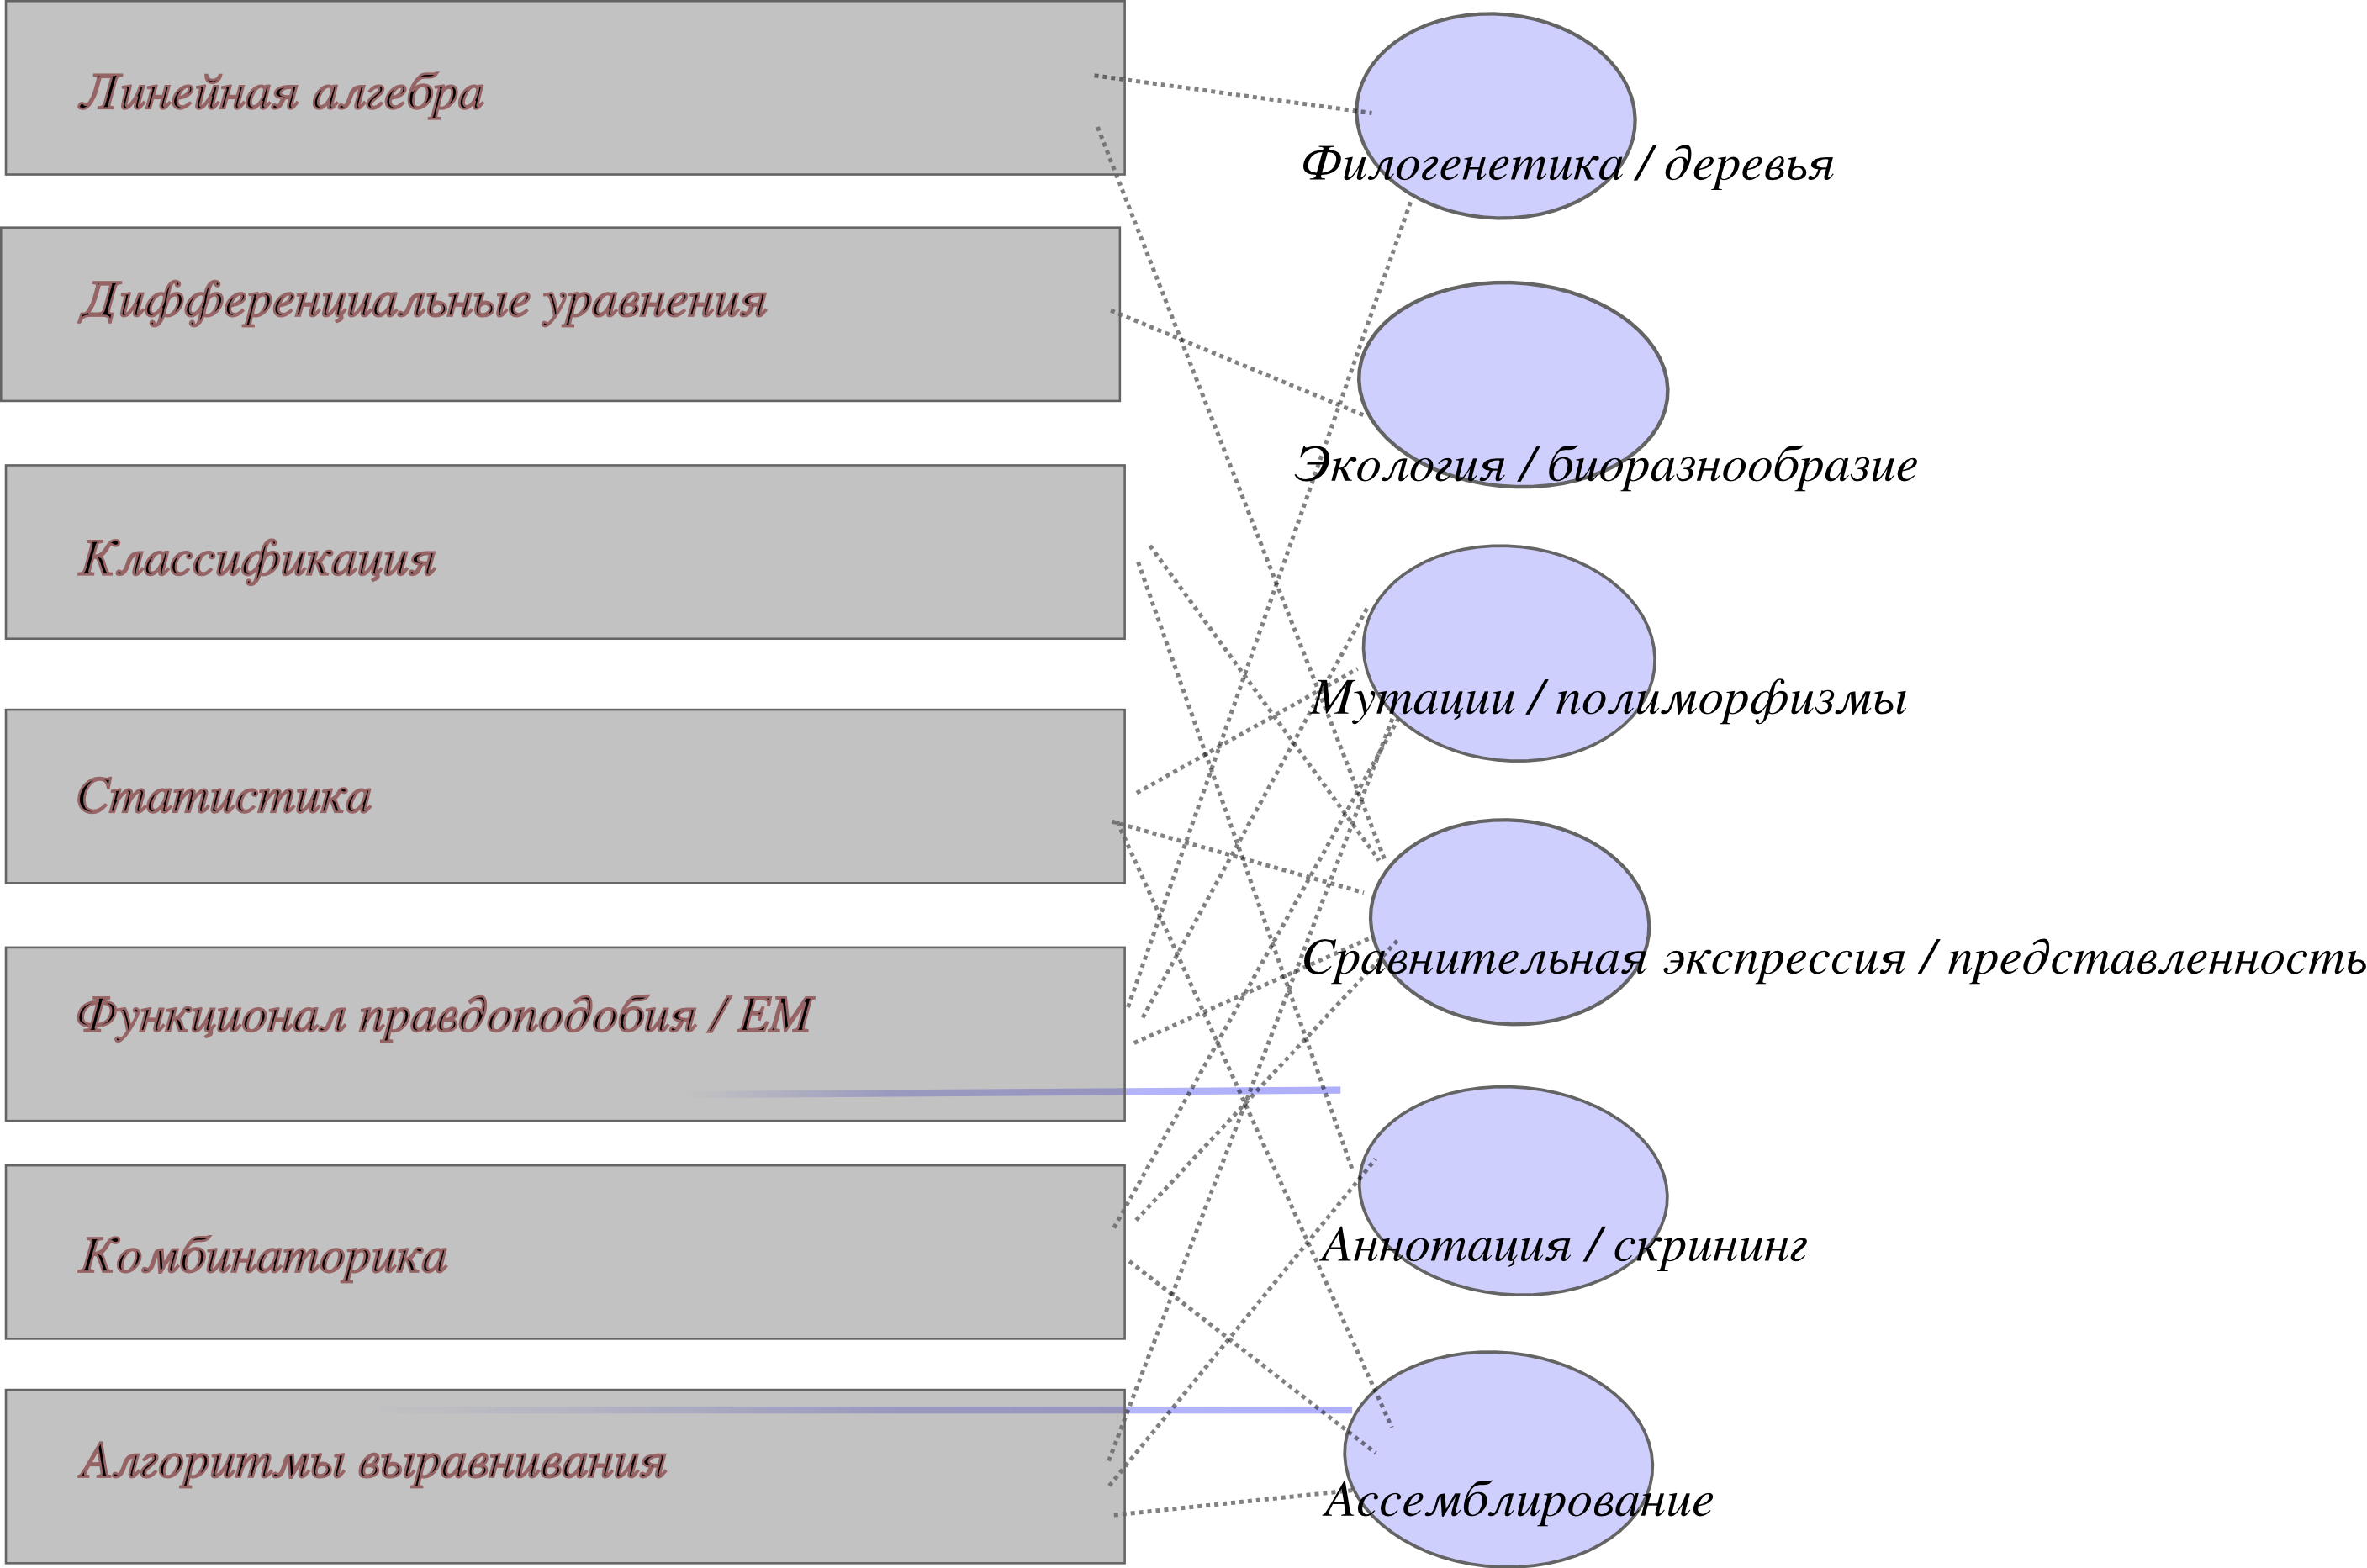 Линейная алгебра
Филогенетика / деревья
Дифференциальные уравнения
Экология / биоразнообразие
Классификация
Мутации / полиморфизмы
Статистика
Сравнительная экспрессия / представленность
Функционал правдоподобия / ЕМ
Комбинаторика
Аннотация / скрининг
Алгоритмы выравнивания
Ассемблирование